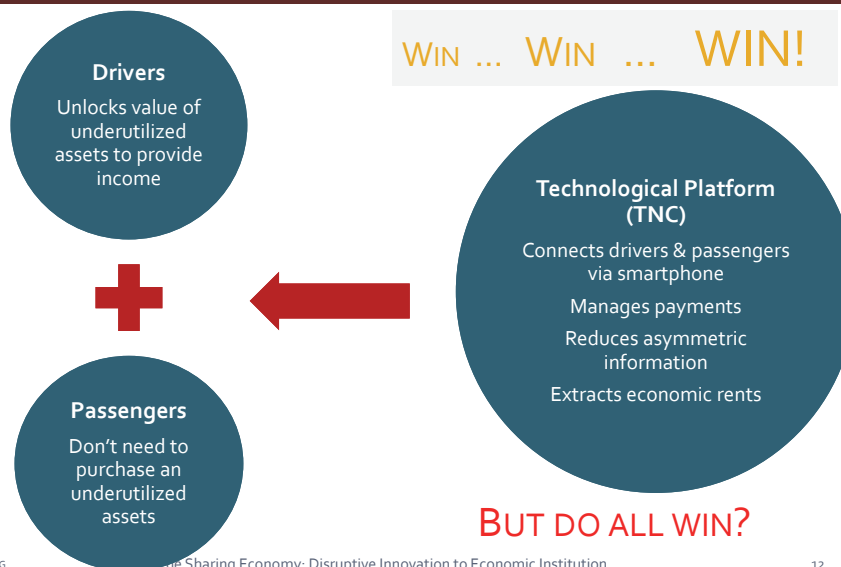 WIN ... WIN ... WIN!
Drivers
Unlocks value of
underutilized
assets to provide
income
Technological Platform
(TNC)
Connects drivers & passengers
via smartphone
Manages payments
Reduces asymmetric
information
Extracts economic rents
Passengers
Don't need to
purchase an
underutilized
assets
BUT DO ALL WIN?
Sharing Economy: Disruptive Innovation to Economic Institution
12